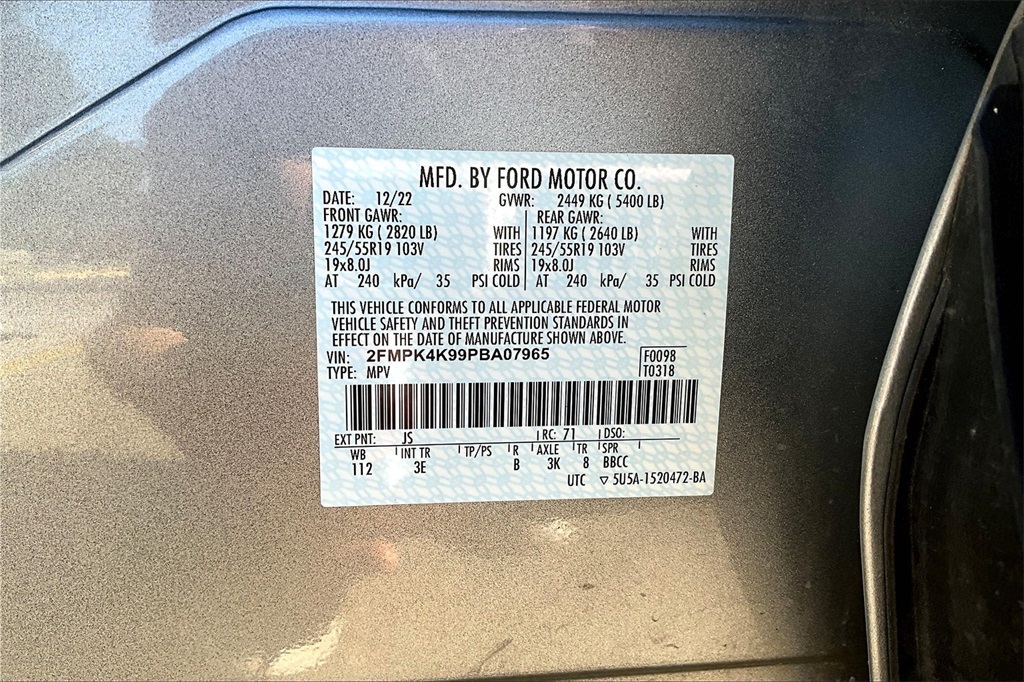 MFD. BY FORD MOTOR CO.
DATE: 12/22 GVWR: 2449 KG ( 5400 LB)
FRONT GAWR: REAR GAWR:
1279 KG ( 2820 LB) WITH 1197 KG ( 2640 LB) WITH
245/55R19 103V TIRES 245/55R19 103V TIRES
19x8.0J RIMS 19x8.0J RIMS
AT 240 kPa/ 35 PSI COLD AT 240 kPa/ 35 PSI COLD
THIS VEHICLE CONFORMS TO ALL APPLICABLE FEDERAL MOTOR
VEHICLE SAFETY AND THEFT PREVENTION STANDARDS IN
EFFECT ON THE DATE OF MANUFACTURE SHOWN ABOVE.
VIN: 2FMPK4K99PBA07965 F0098
TYPE: MPV T0318
EXT PNT: JS RC: 71 DSO:
WB INT TR TP/PS R AXLE TR SPR
112 3E B 3K 8 BBCC
UTC ▽ 5U5A-1520472-BA